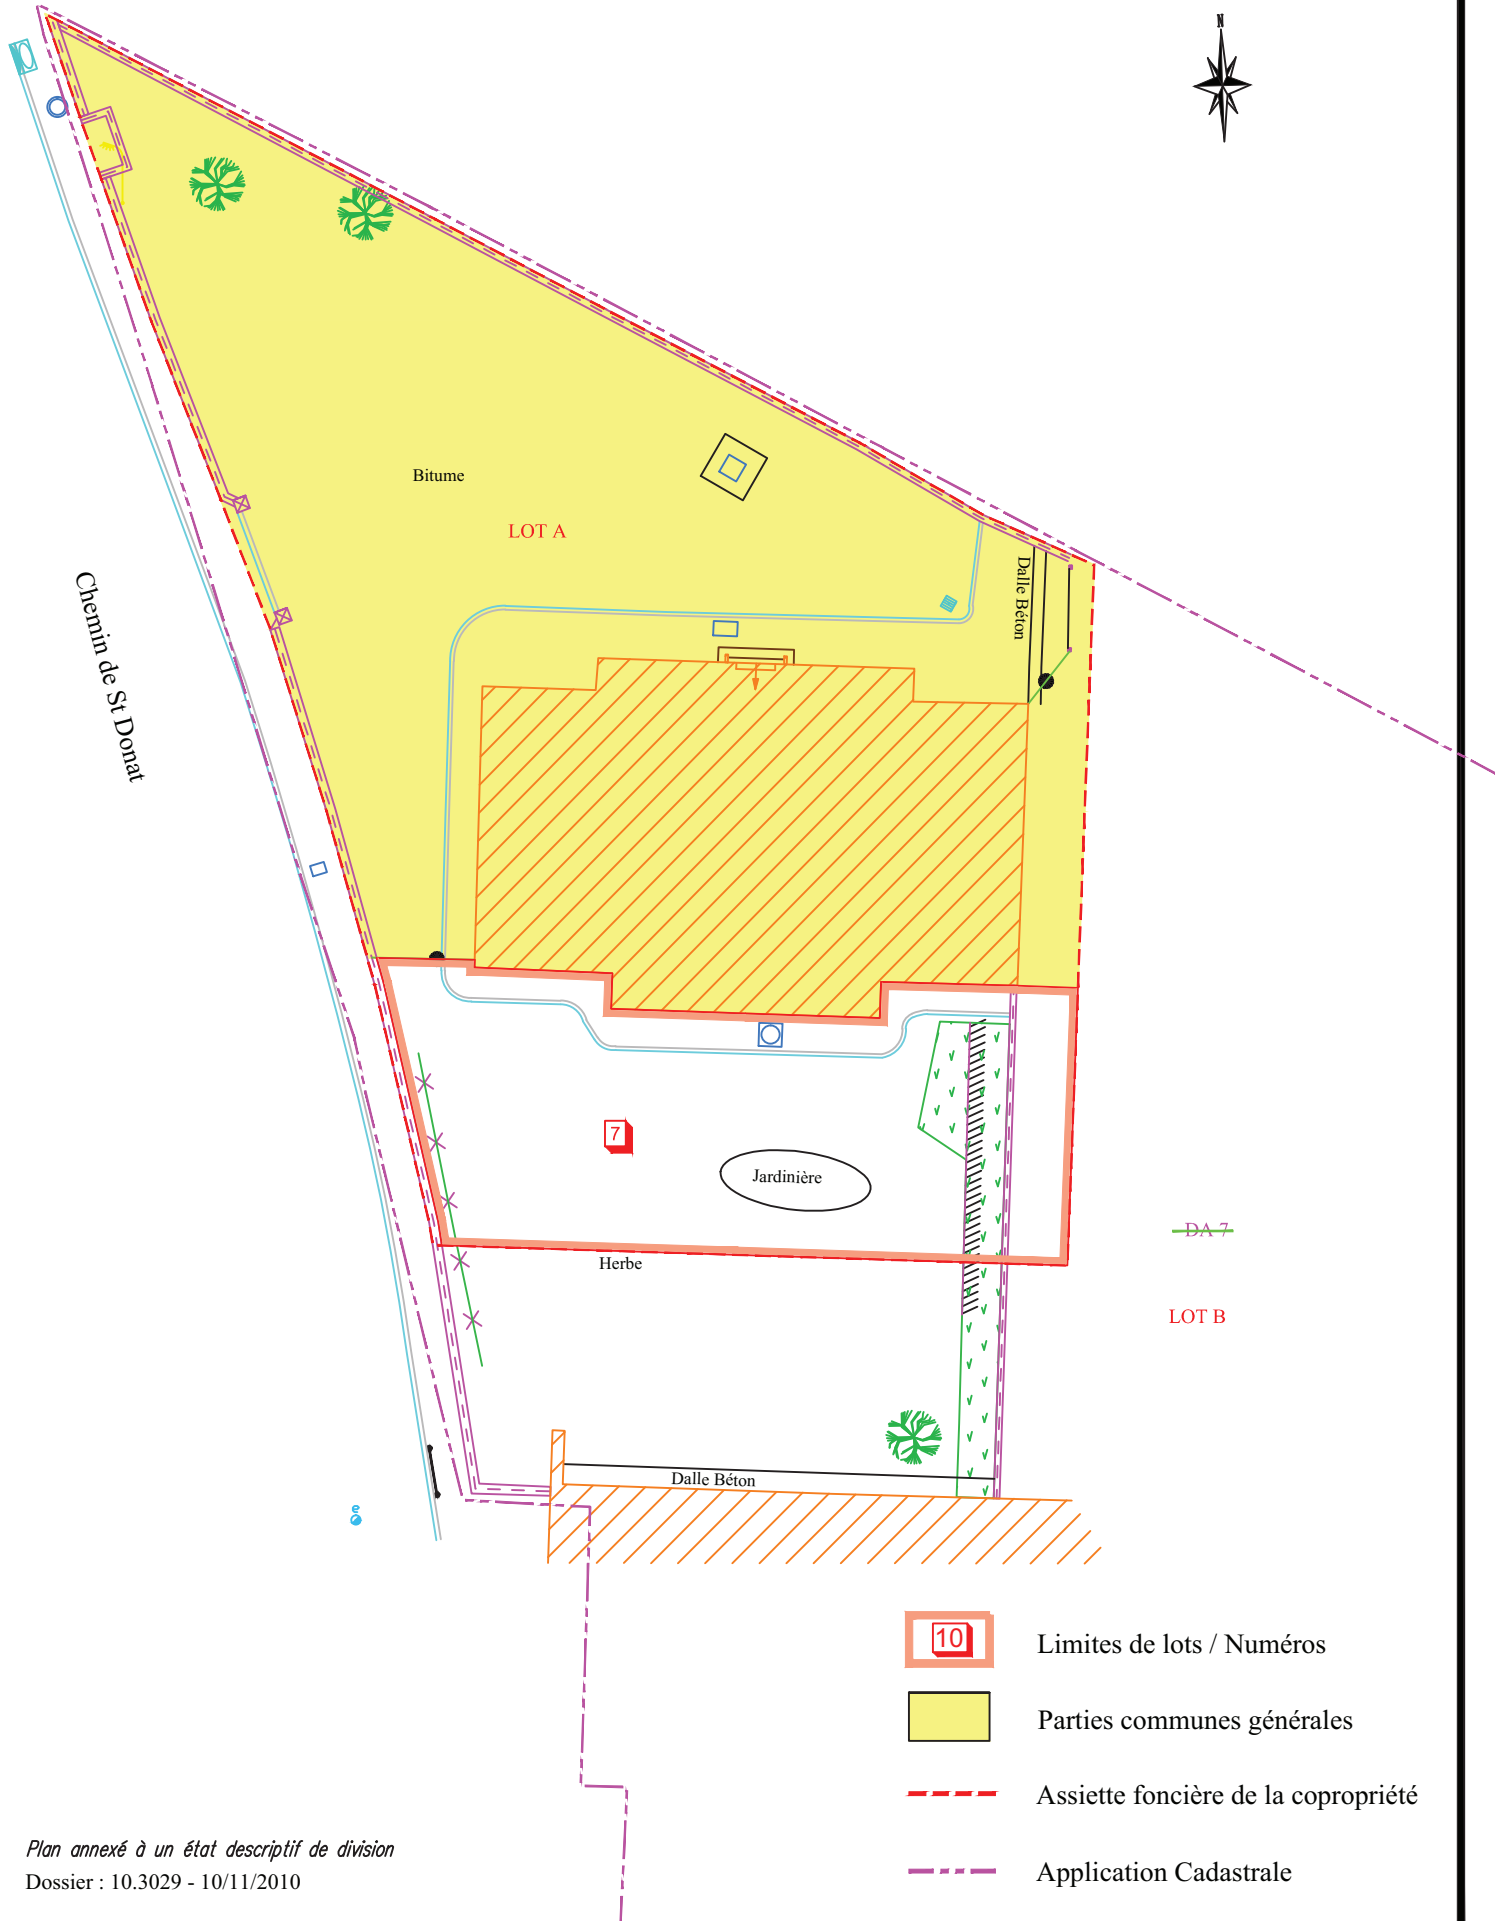 N
Bitume
LOT A
Dalle Béton
Chemin de St Donat
7
Jardinière
DA 7
Herbe
LOT B
Dalle Béton
e
10
Limites de lots / Numéros
Parties communes générales
Assiette foncière de la copropriété
Plan annexé à un état descriptif de division
Dossier : 10.3029 - 10/11/2010
Application Cadastrale